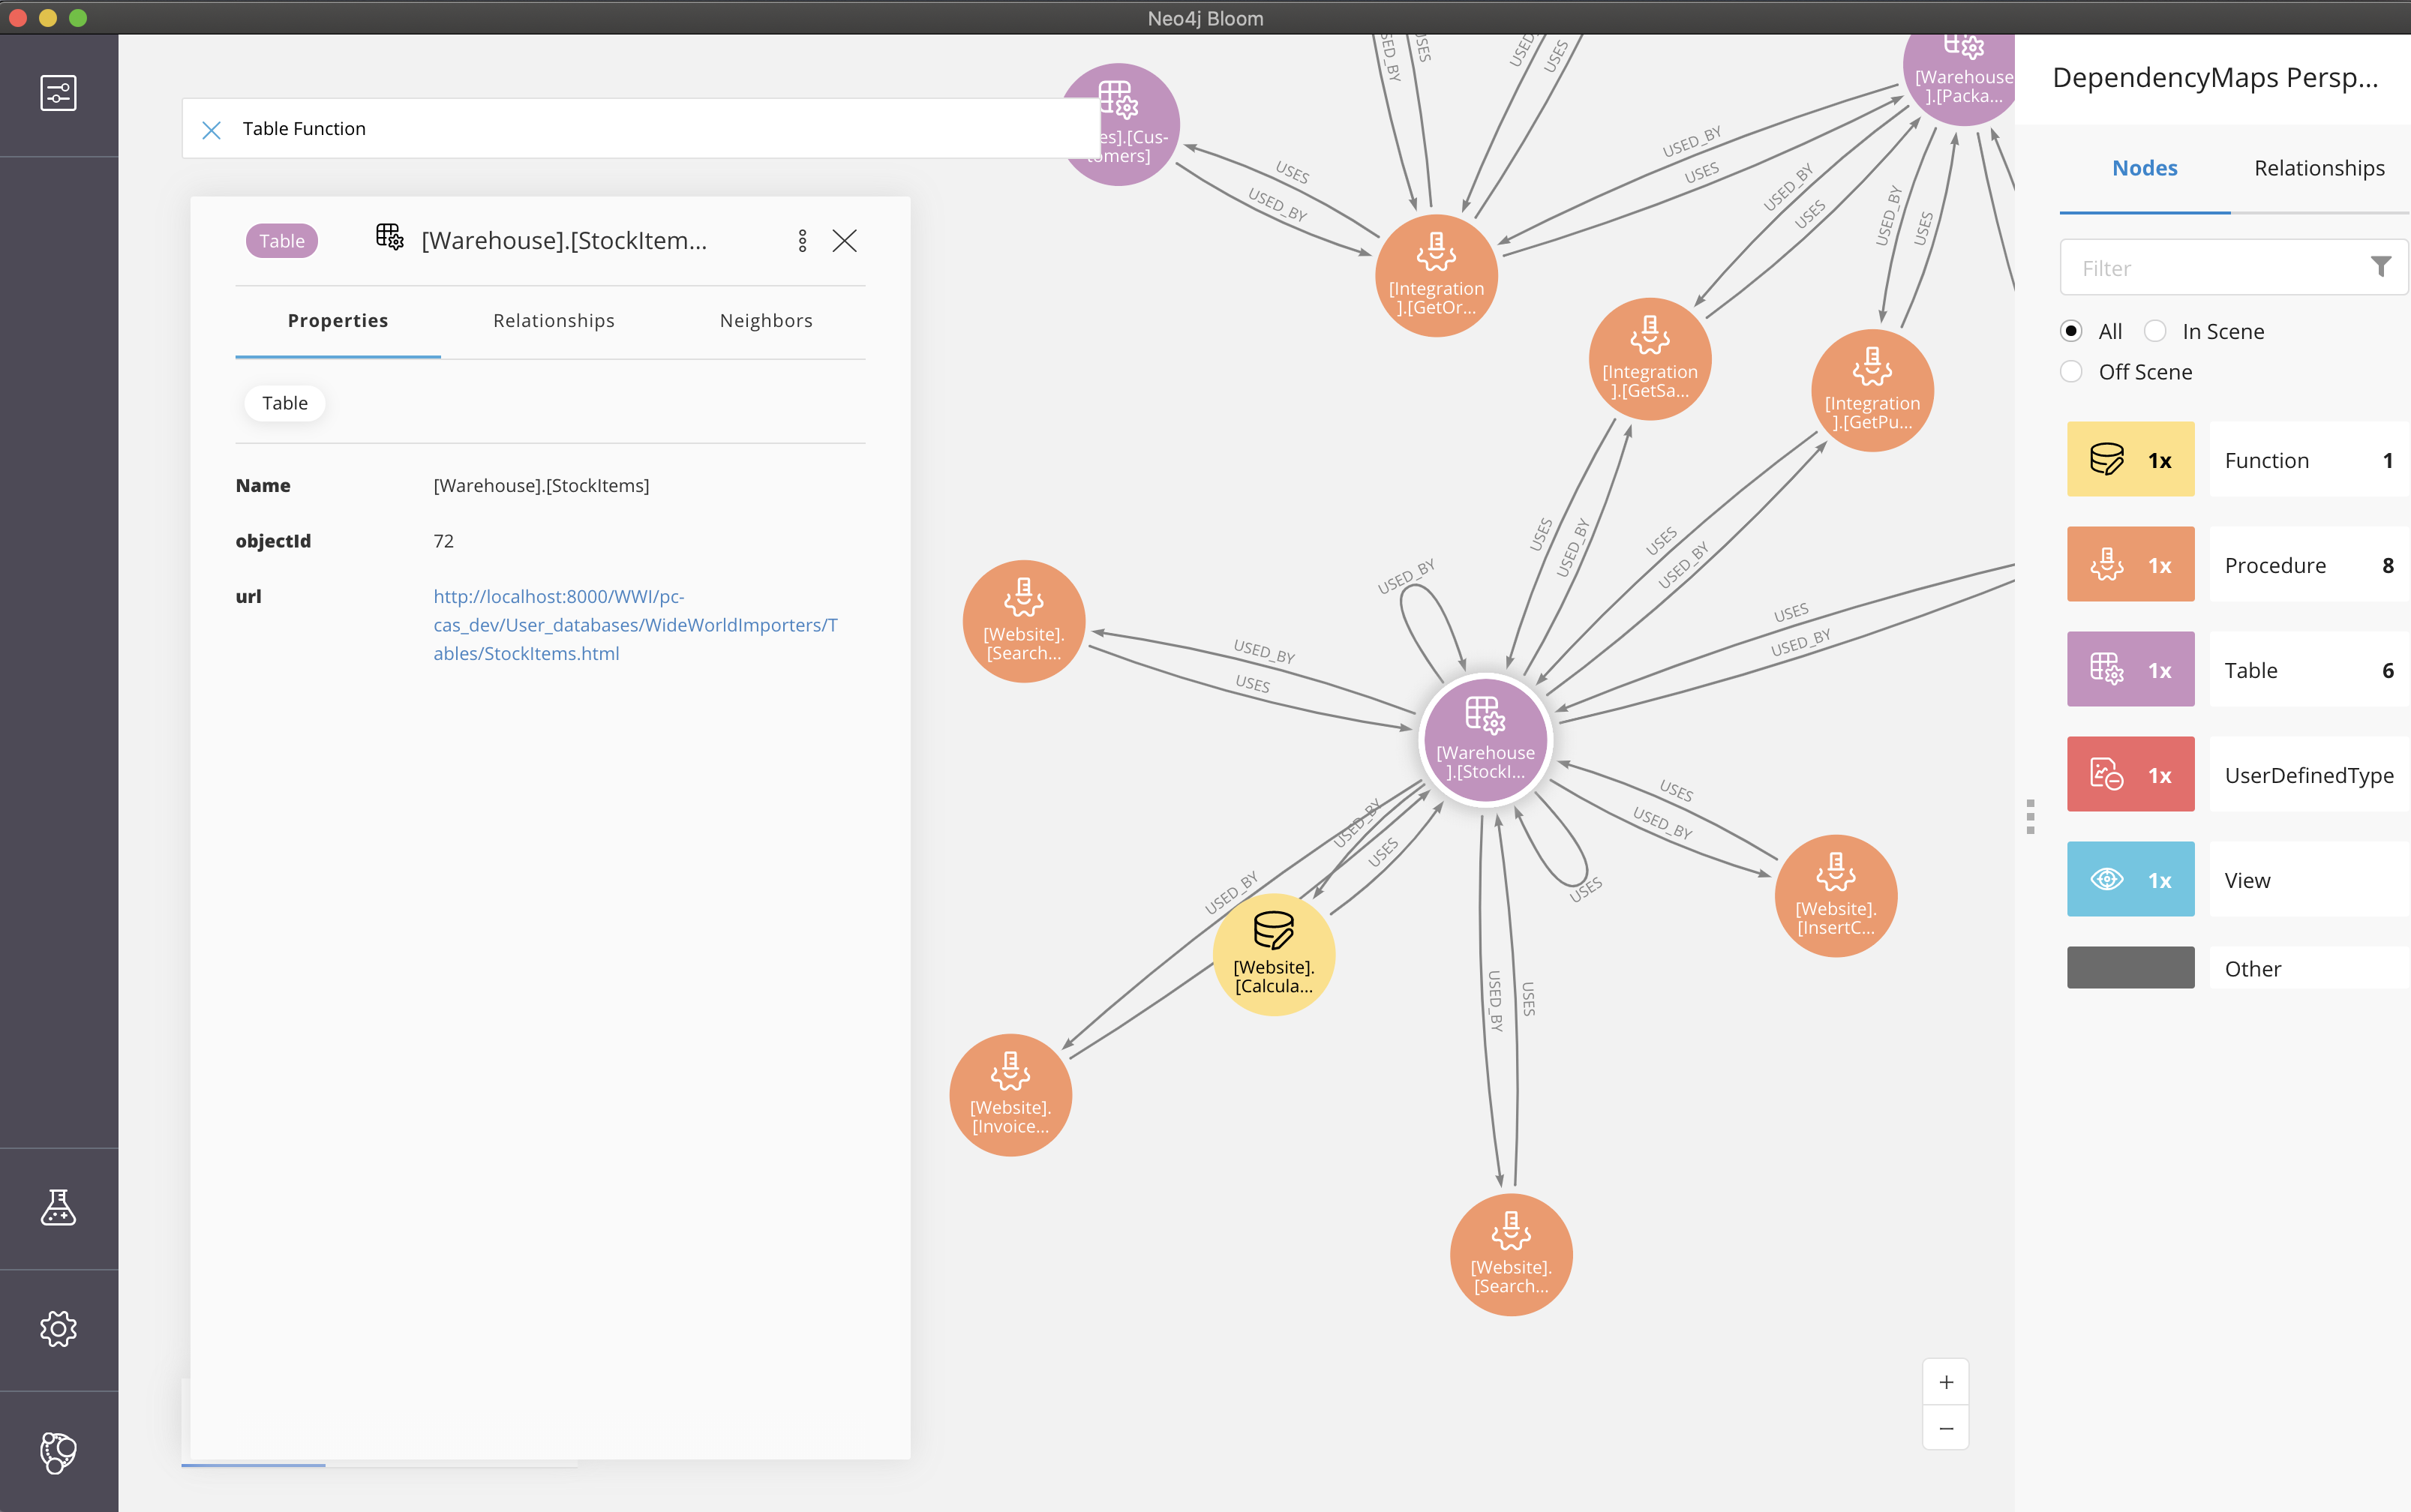 Neo4j Bloom
Table Function
Table
[Warehouse].[StockItem...
Properties
Relationships
Neighbors
Table
Name
[Warehouse].[StockItems]
objectId
72
url
http://localhost:8000/WWI/pc-
cas_dev/User_databases/WideWorldImporters/T
ables/StockItems.html
es].[Cus-
tomers]
USED_BY
USES
USED_
USES
USES
USED_BY
USED_BY
USES
USED_BY
USES
USED_BY
USES
[Warehouse
].[Packa...
[Integration
].[GetOr...
[Integration
].[GetSa...
[Integration
].[GetPu...
USES
USED_BY
USES
USED_BY
USED_BY
USES
USED_BY
[Website].
[Search...
USED_BY
USES
[Warehouse
].[StockI...
USED_BY
USES
USED_BY
USES
USED_BY
USES
[Website].
[InsertC...
[Website].
[Calcula...
USED_BY
USES
[Website].
[Invoice...
[Website].
[Search...
+
−
DependencyMaps Persp...
Nodes
Relationships
Filter
All
In Scene
Off Scene
1x
Function
1
1x
Procedure
8
1x
Table
6
1x
UserDefinedType
1x
View
Other